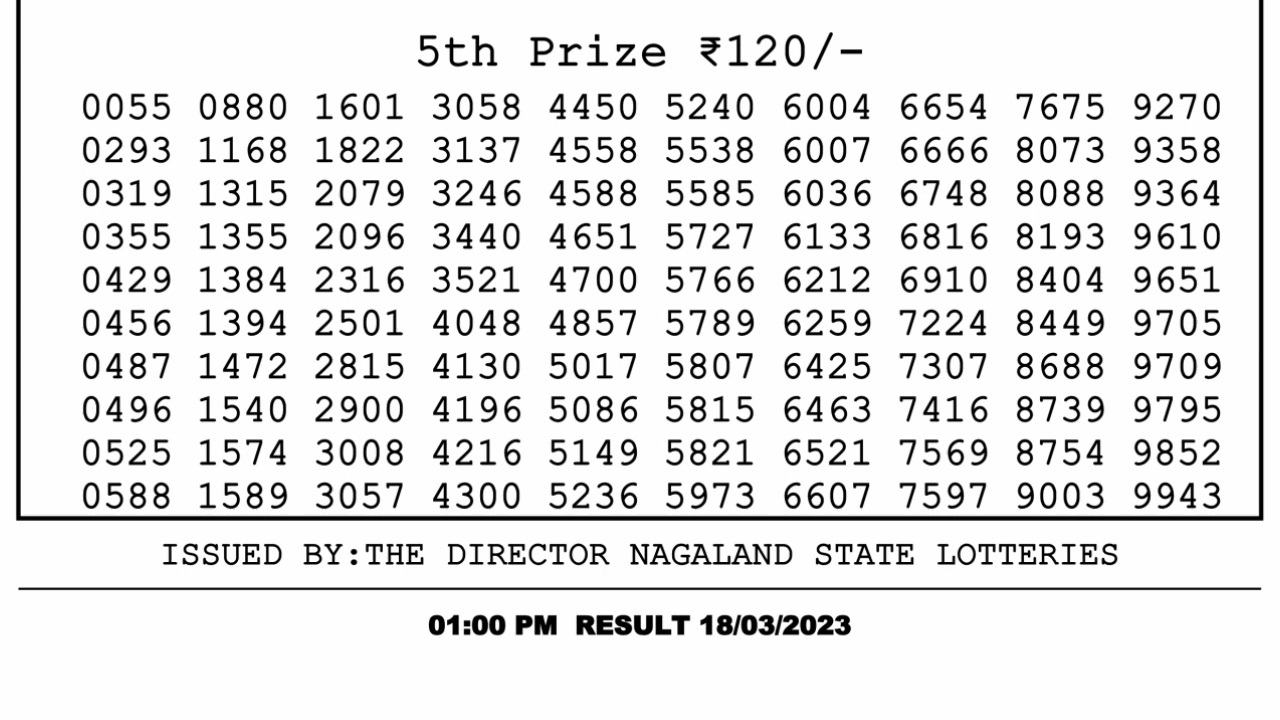 5th Prize ₹120/-
0055 0880 1601 3058 4450 5240 6004 6654 7675 9270
0293 1168 1822 3137 4558 5538 6007 6666 8073 9358
0319 1315 2079 3246 4588 5585 6036 6748 8088 9364
0355 1355 2096 3440 4651 5727 6133 6816 8193 9610
0429 1384 2316 3521 4700 5766 6212 6910 8404 9651
0456 1394 2501 4048 4857 5789 6259 7224 8449 9705
0487 1472 2815 4130 5017 5807 6425 7307 8688 9709
0496 1540 2900 4196 5086 5815 6463 7416 8739 9795
0525 1574 3008 4216 5149 5821 6521 7569 8754 9852
0588 1589 3057 4300 5236 5973 6607 7597 9003 9943
ISSUED BY:THE DIRECTOR NAGALAND STATE LOTTERIES
01:00 PM RESULT 18/03/2023